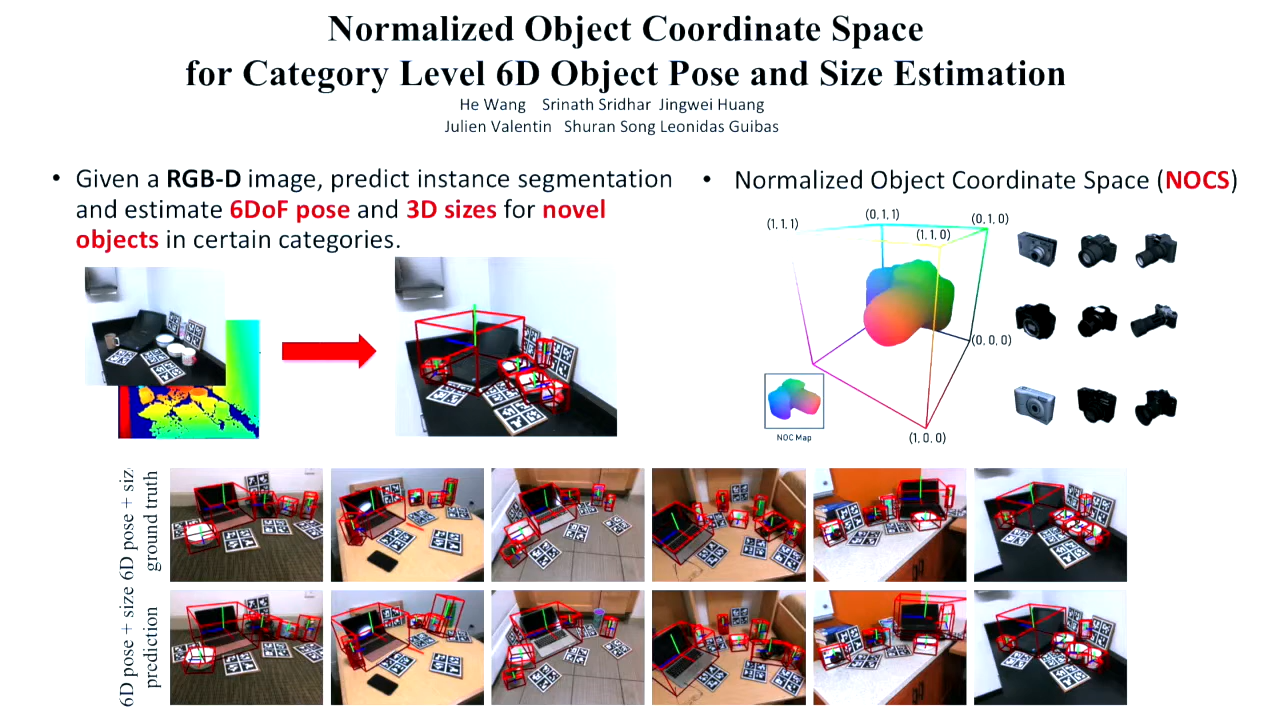 Normalized Object Coordinate Space
for Category Level 6D Object Pose and Size Estimation
He Wang Srinath Sridhar Jingwei Huang
Julien Valentin Shuran Song Leonidas Guibas
• Given a RGB-D image, predict instance segmentation
and estimate 6DoF pose and 3D sizes for novel
objects in certain categories.
• Normalized Object Coordinate Space (NOCS)
(1, 1, 1)
(0, 1, 1)
(0, 1, 0)
(1, 1, 0)
(0, 0, 0)
(1, 0, 0)
NOC Map
6D pose + siz
ground truth
6D pose + size
prediction